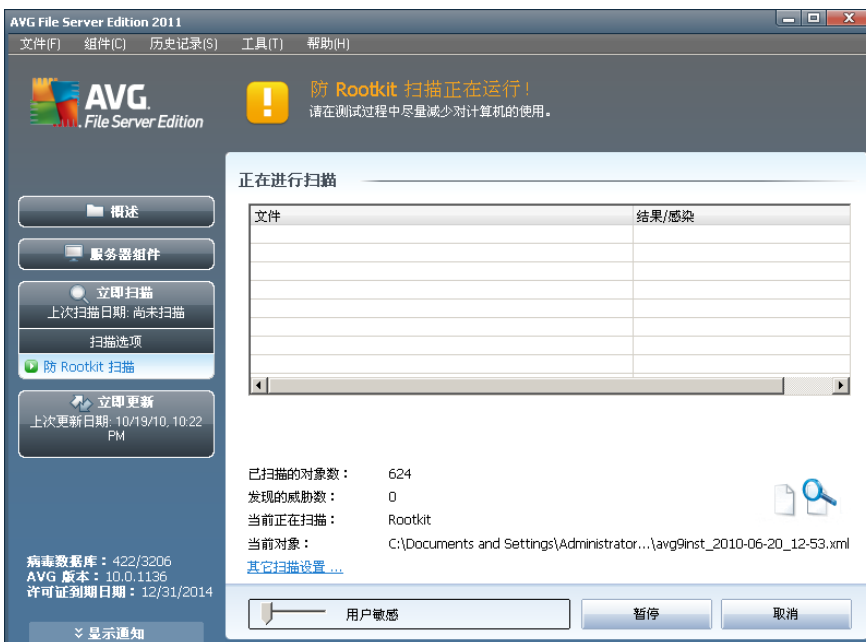 AVG File Server Edition 2011
文件(F) 组件(C) 历史记录(S) 工具(T) 帮助(H)
AVG.
File Server Edition
防 Rootkit 扫描正在运行!
请在测试过程中尽量减少对计算机的使用。
概述
服务器组件
立即扫描
上次扫描日期: 尚未扫描
扫描选项
防 Rootkit 扫描
立即更新
上次更新日期: 10/19/10, 10:22
PM
病毒数据库：422/3206
AVG 版本：10.0.1136
许可证到期日期：12/31/2014
显示通知
正在进行扫描
文件 结果/感染
已扫描的对象数： 624
发现的威胁数： 0
当前正在扫描： Rootkit
当前对象： C:\Documents and Settings\Administrator...\avg9inst_2010-06-20_12-53.xml
其它扫描设置 ...
用户敏感 暂停 取消